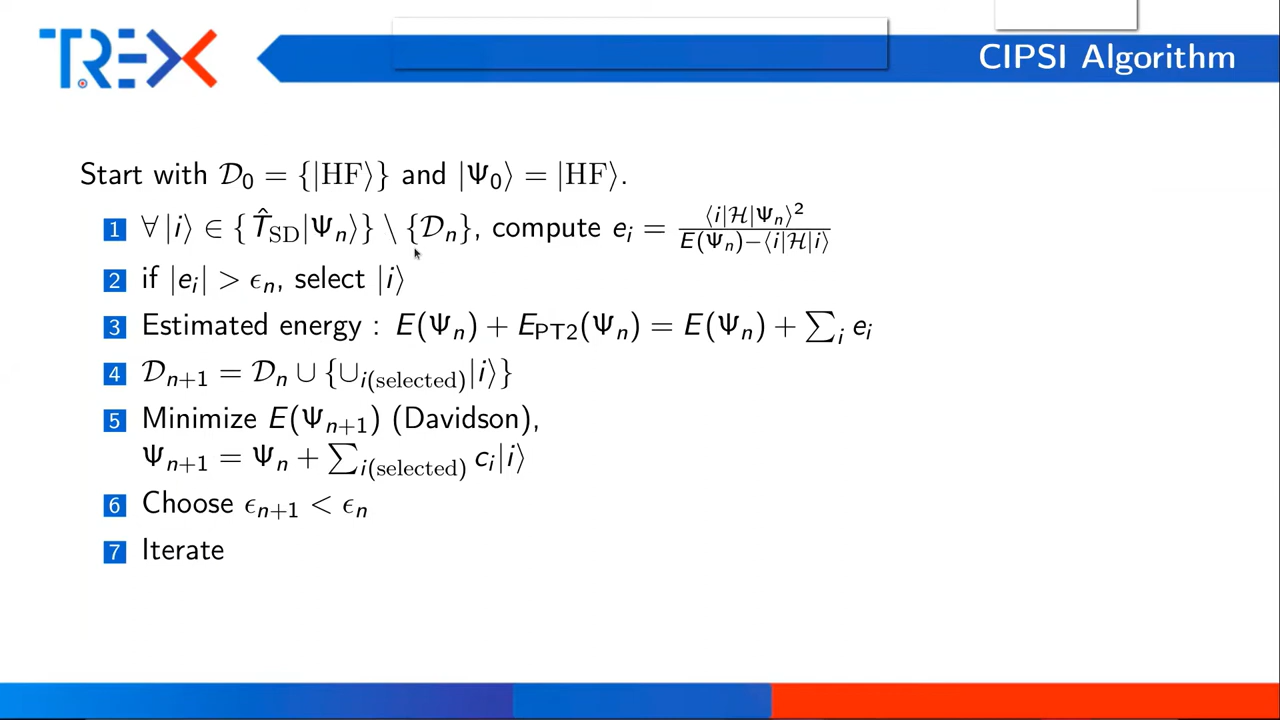 TREX
CIPSI Algorithm
Start with 𝒟₀ = {|HF⟩} and |Ψ₀⟩ = |HF⟩.
1 ∀ |i⟩ ∈ {T̂_SD|Ψₙ⟩} \ {𝒟ₙ}, compute eᵢ = ⟨i|ℋ|Ψₙ⟩² / E(Ψₙ)−⟨i|ℋ|i⟩
2 if |eᵢ| > ϵₙ, select |i⟩
3 Estimated energy : E(Ψₙ) + E_PT2(Ψₙ) = E(Ψₙ) + ∑ᵢ eᵢ
4 𝒟ₙ₊₁ = 𝒟ₙ ∪ {∪_i(selected)|i⟩}
5 Minimize E(Ψₙ₊₁) (Davidson),
Ψₙ₊₁ = Ψₙ + ∑_i(selected) cᵢ|i⟩
6 Choose ϵₙ₊₁ < ϵₙ
7 Iterate